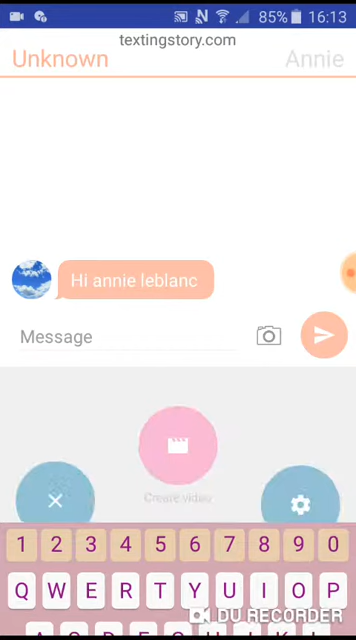 85% 16:13
textingstory.com
Unknown Annie
Hi annie leblanc
Message
Create video
1 2 3 4 5 6 7 8 9 0
Q W E R T Y U I O P
DU RECORDER